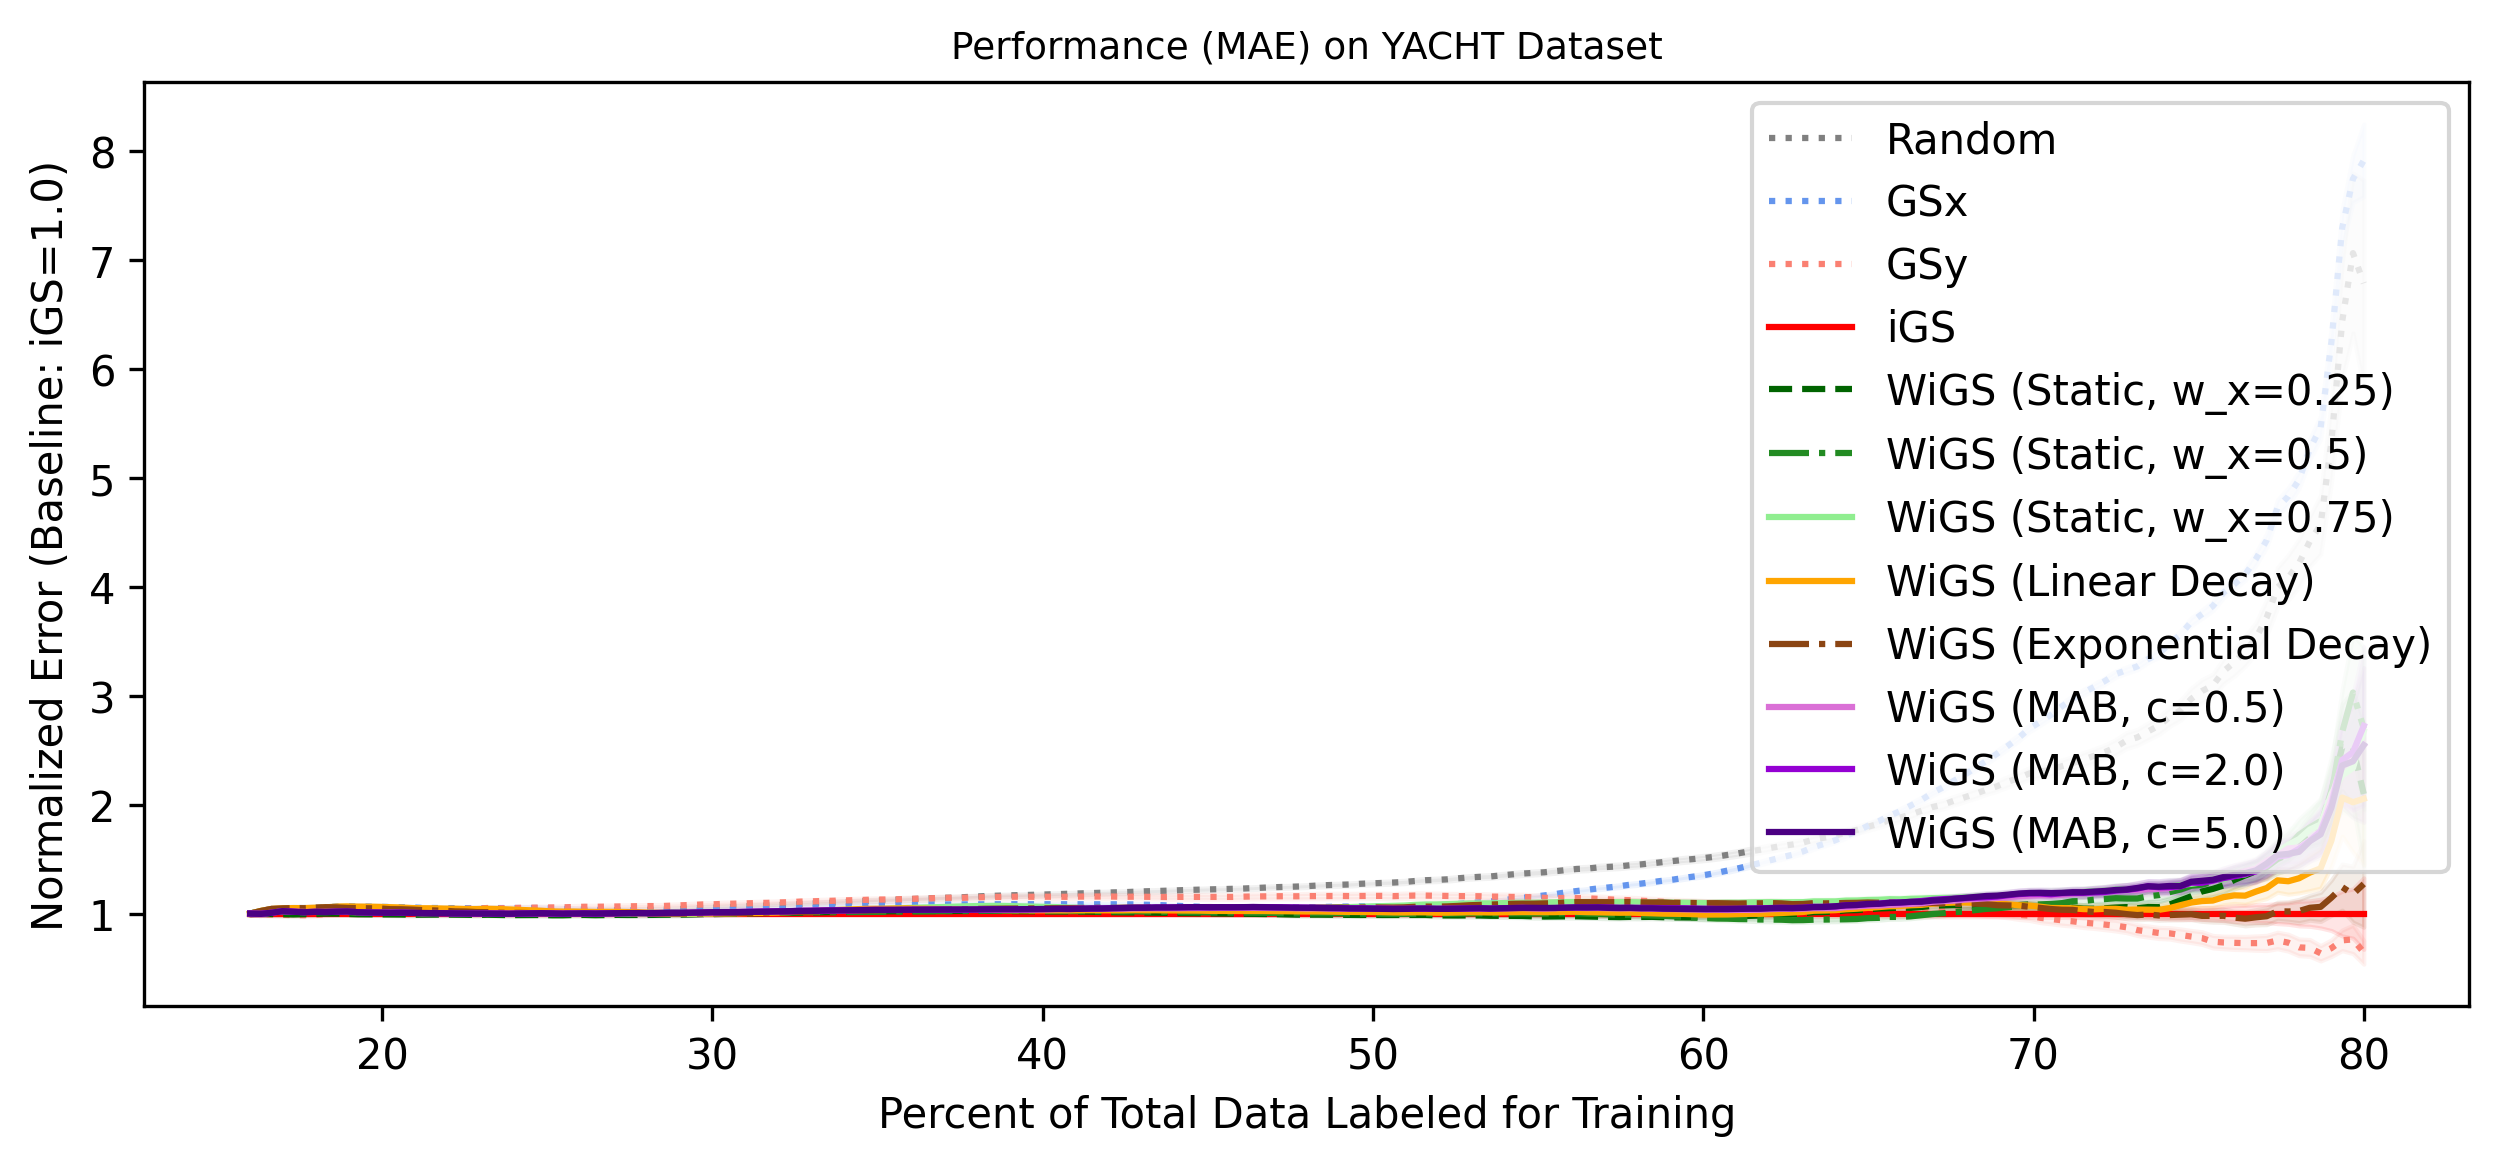 Performance (MAE) on YACHT Dataset
Normalized Error (Baseline: iGS=1.0)
8
7
6
5
4
3
2
1
Random
GSx
GSy
iGS
WiGS (Static, w_x=0.25)
WiGS (Static, w_x=0.5)
WiGS (Static, w_x=0.75)
WiGS (Linear Decay)
WiGS (Exponential Decay)
WiGS (MAB, c=0.5)
WiGS (MAB, c=2.0)
WiGS (MAB, c=5.0)
20 30 40 50 60 70 80
Percent of Total Data Labeled for Training